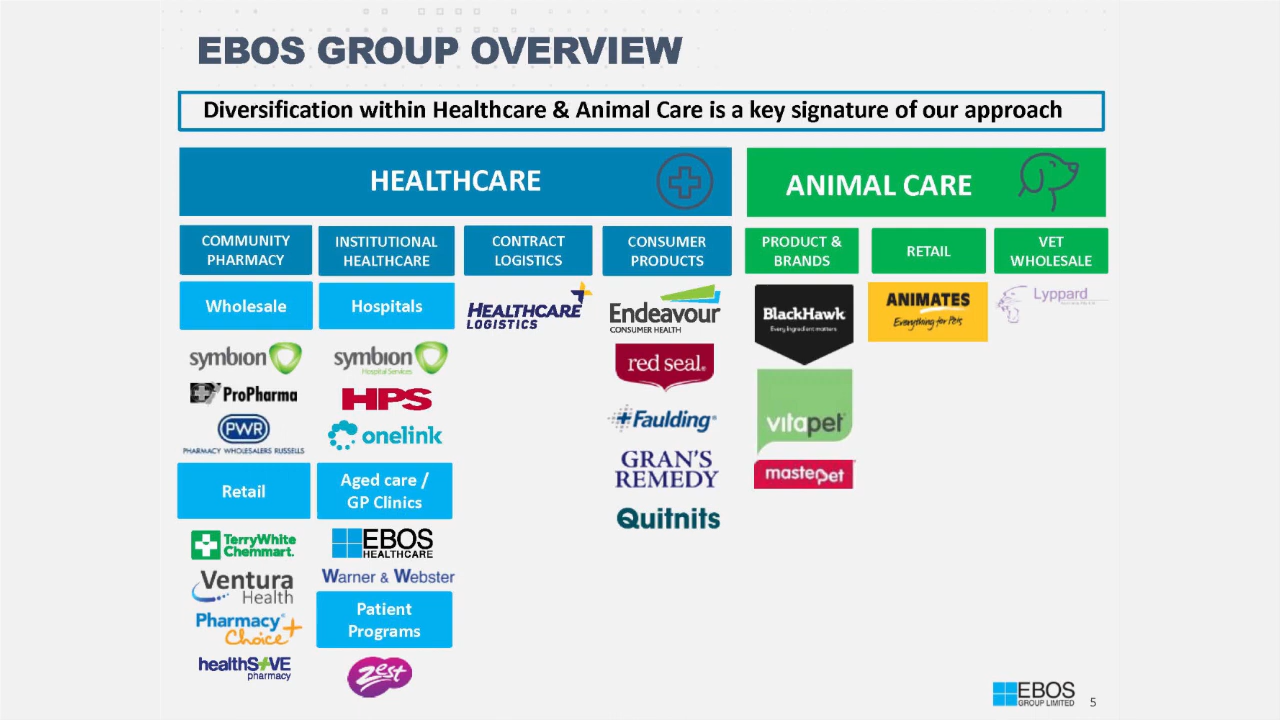 EBOS GROUP OVERVIEW
Diversification within Healthcare & Animal Care is a key signature of our approach
HEALTHCARE
ANIMAL CARE
COMMUNITY
PHARMACY
INSTITUTIONAL
HEALTHCARE
CONTRACT
LOGISTICS
CONSUMER
PRODUCTS
PRODUCT &
BRANDS
RETAIL
VET
WHOLESALE
Wholesale
symbion
ProPharma
PWR
PHARMACY WHOLESALERS RUSSELLS
Retail
TerryWhite
Chemmart.
Ventura
Health
Pharmacy
Choice+
healthSAVE
pharmacy
Hospitals
symbion
Hospital Services
HPS
onelink
Aged care /
GP Clinics
EBOS
HEALTHCARE
Warner & Webster
Patient
Programs
Zest
HEALTHCARE
LOGISTICS
Endeavour
CONSUMER HEALTH
red seal.
Faulding
GRAN'S
REMEDY
Quitnits
BlackHawk
Every ingredient matters
vitapet
masterpet
ANIMATES
Everything for Pets
Lyppard
EBOS
GROUP LIMITED
5